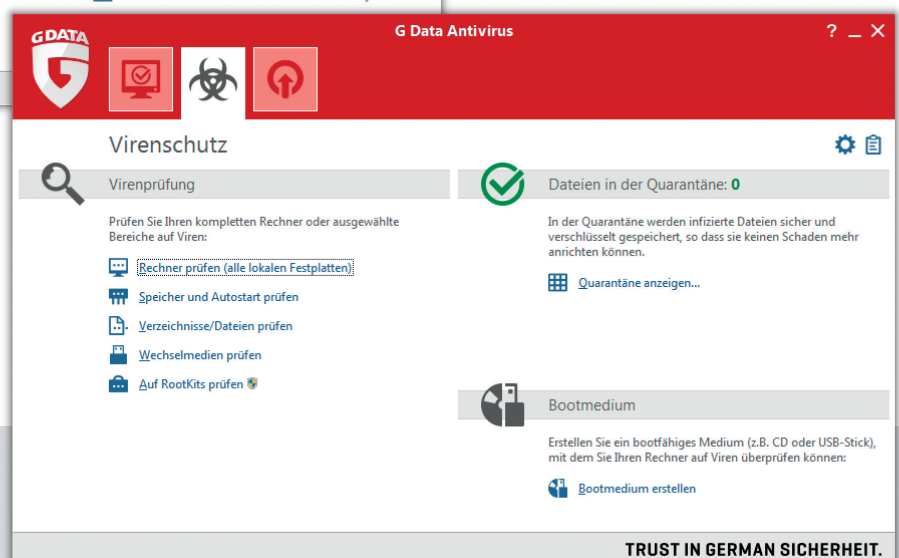 G Data Antivirus
? _ X
G DATA
Virenschutz
Virenprüfung
Prüfen Sie Ihren kompletten Rechner oder ausgewählte
Bereiche auf Viren:
Rechner prüfen (alle lokalen Festplatten)
Speicher und Autostart prüfen
Verzeichnisse/Dateien prüfen
Wechselmedien prüfen
Auf RootKits prüfen
Dateien in der Quarantäne: 0
In der Quarantäne werden infizierte Dateien sicher und
verschlüsselt gespeichert, so dass sie keinen Schaden mehr
anrichten können.
Quarantäne anzeigen...
Bootmedium
Erstellen Sie ein bootfähiges Medium (z.B. CD oder USB-Stick),
mit dem Sie Ihren Rechner auf Viren überprüfen können:
Bootmedium erstellen
TRUST IN GERMAN SICHERHEIT.